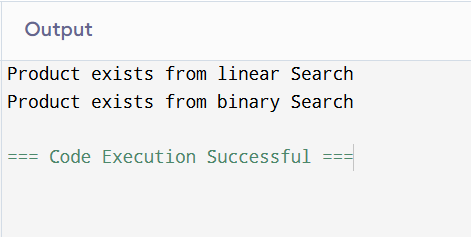 Output
Product exists from linear Search
Product exists from binary Search
=== Code Execution Successful ===